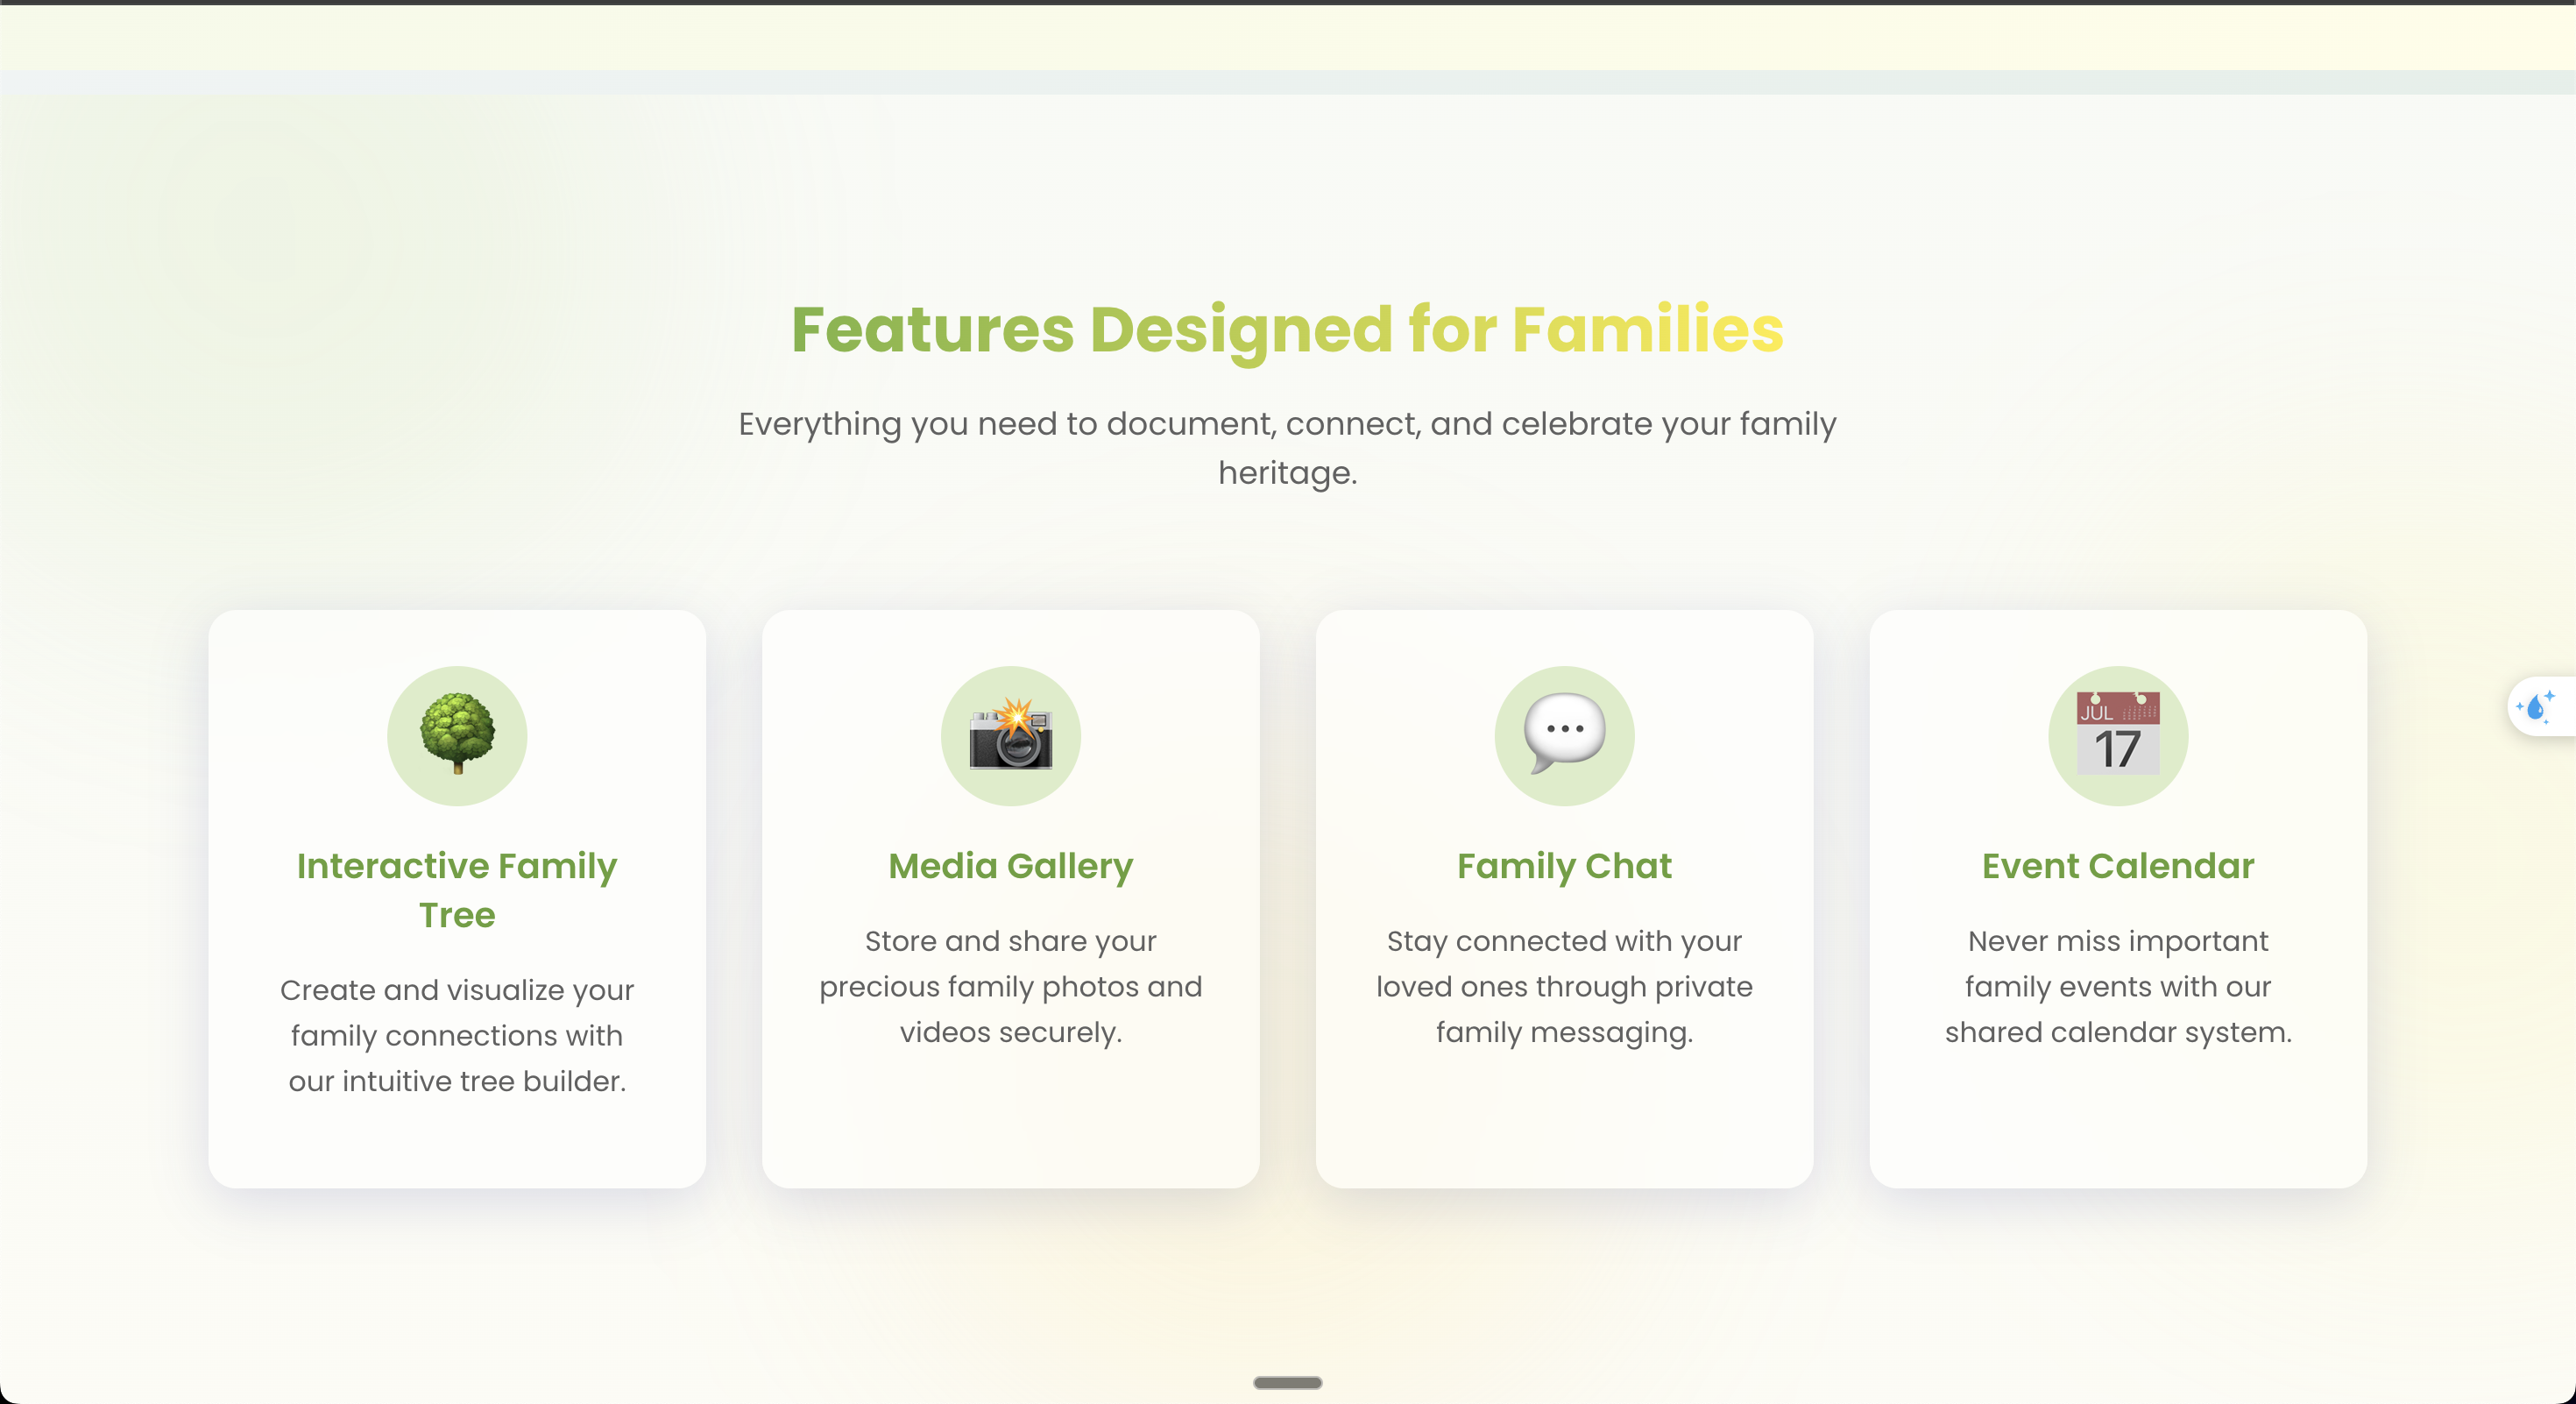 Features Designed for Families
Everything you need to document, connect, and celebrate your family
heritage.
Interactive Family
Tree
Create and visualize your
family connections with
our intuitive tree builder.
Media Gallery
Store and share your
precious family photos and
videos securely.
Family Chat
Stay connected with your
loved ones through private
family messaging.
JUL
17
Event Calendar
Never miss important
family events with our
shared calendar system.